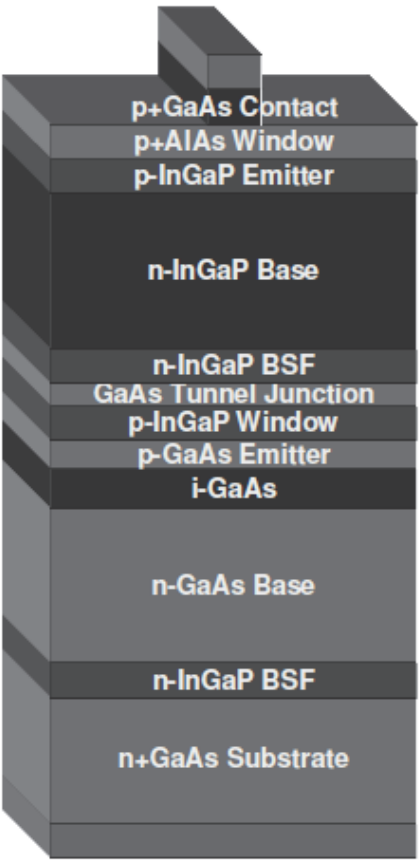 p+GaAs Contact
p+AlAs Window
p-InGaP Emitter
n-InGaP Base
n-InGaP BSF
GaAs Tunnel Junction
p-InGaP Window
p-GaAs Emitter
i-GaAs
n-GaAs Base
n-InGaP BSF
n+GaAs Substrate